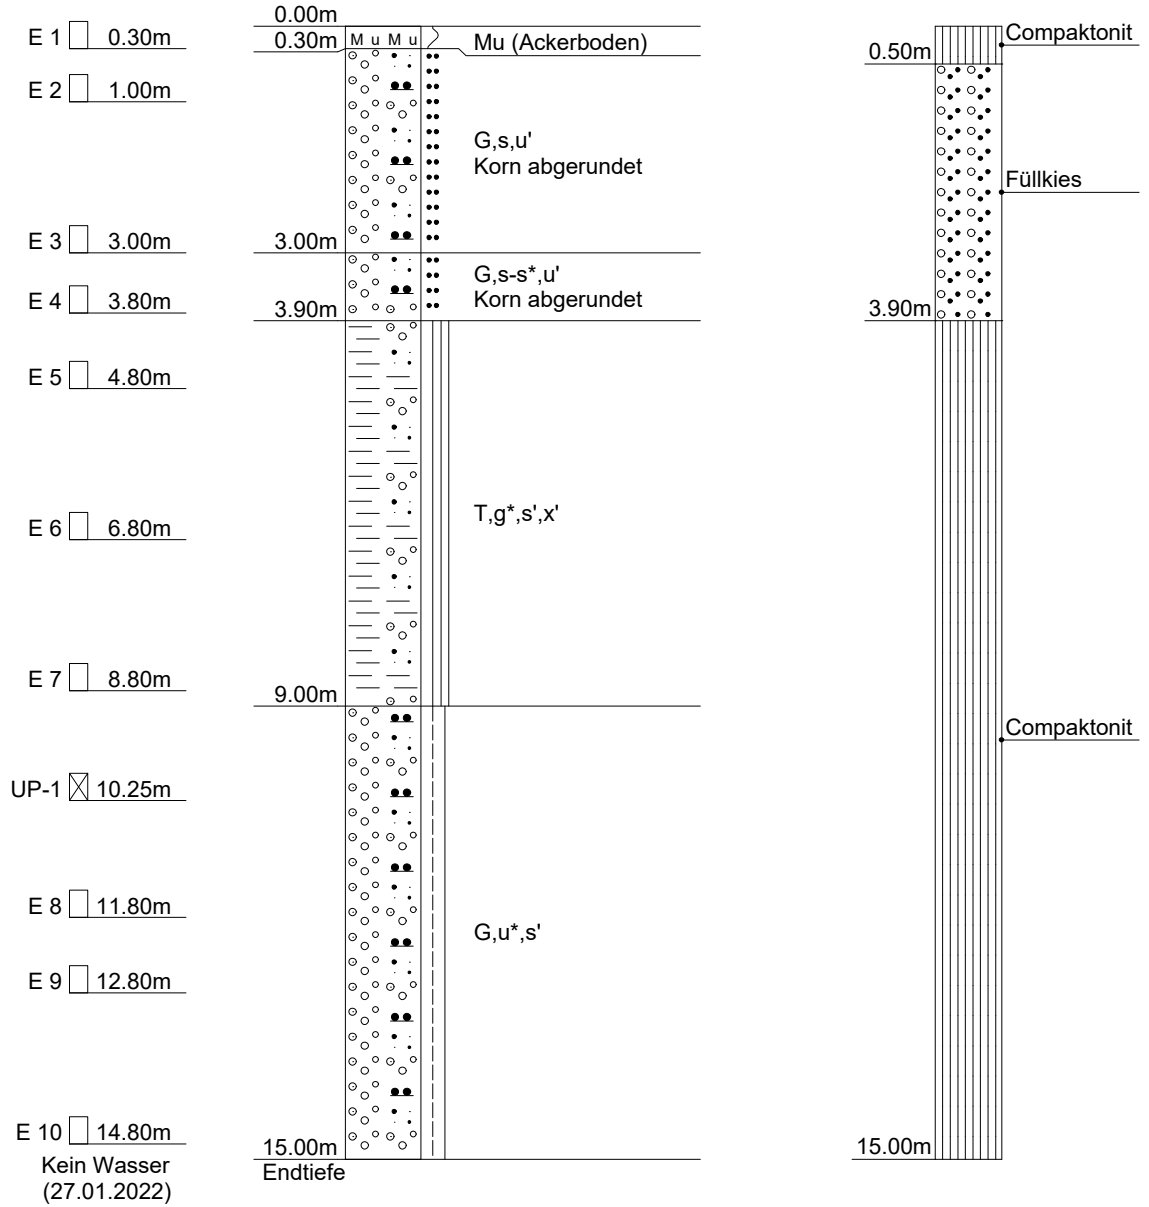 E 1 0.30m
E 2 1.00m
E 3 3.00m
E 4 3.80m
E 5 4.80m
E 6 6.80m
E 7 8.80m
UP-1 10.25m
E 8 11.80m
E 9 12.80m
E 10 14.80m
Kein Wasser
(27.01.2022)
0.00m
0.30m
M u M u
Mu (Ackerboden)
G,s,u'
Korn abgerundet
3.00m
G,s-s*,u'
Korn abgerundet
3.90m
T,g*,s',x'
9.00m
G,u*,s'
15.00m
Endtiefe
Compaktonit
0.50m
Füllkies
3.90m
Compaktonit
15.00m